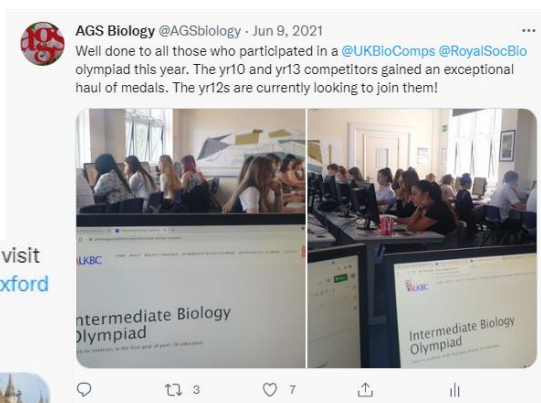 AGS Biology @AGSbiology · Jun 9, 2021
Well done to all those who participated in a @UKBioComps @RoyalSocBio
olympiad this year. The yr10 and yr13 competitors gained an exceptional
haul of medals. The yr12s are currently looking to join them!
ags
visit
xford
UKBC
ntermediate Biology
Olympiad
Intermediate Biology
Olympiad
3
7